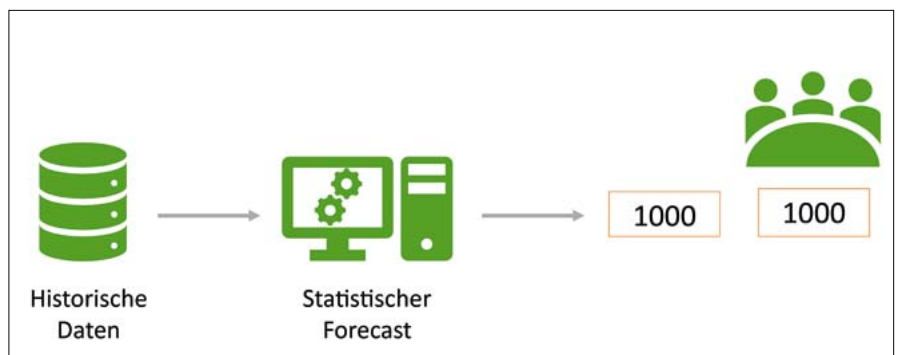 Historische
Daten
Statistischer
Forecast
1000
1000